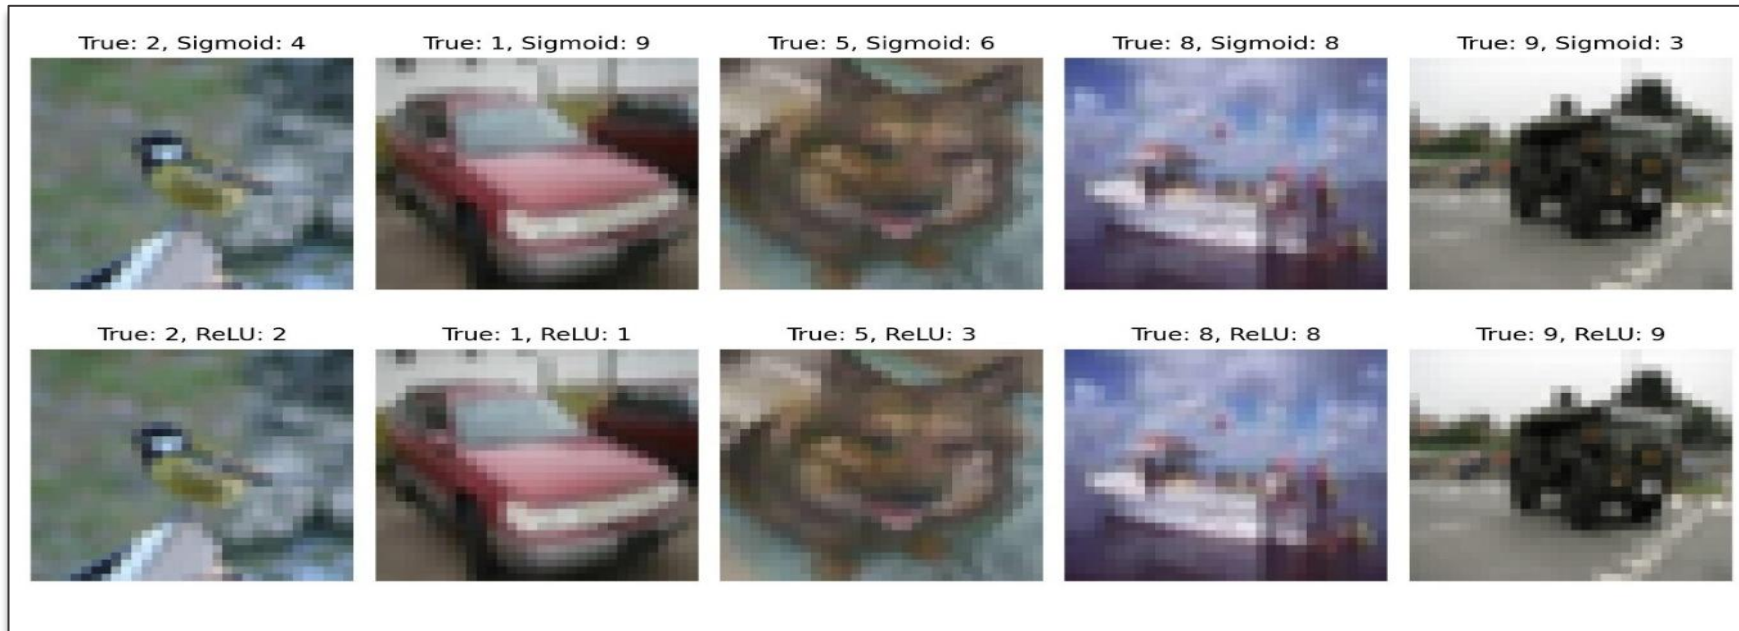 True: 2, Sigmoid: 4
True: 1, Sigmoid: 9
True: 5, Sigmoid: 6
True: 8, Sigmoid: 8
True: 9, Sigmoid: 3
True: 2, ReLU: 2
True: 1, ReLU: 1
True: 5, ReLU: 3
True: 8, ReLU: 8
True: 9, ReLU: 9